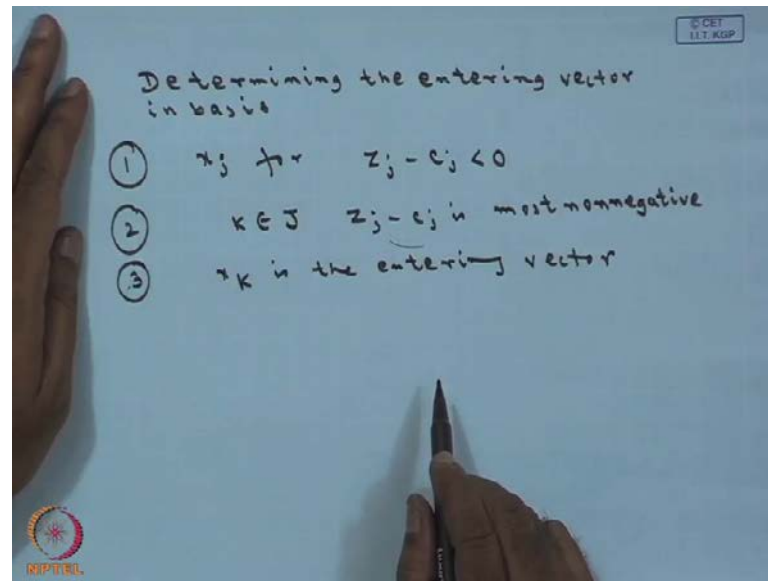 © CET
I.I.T. KGP
Determining the entering vector
in basis
1 xj for zj - cj < 0
2 K ∈ J zj - cj is most nonnegative
3 xK is the entering vector
NPTEL